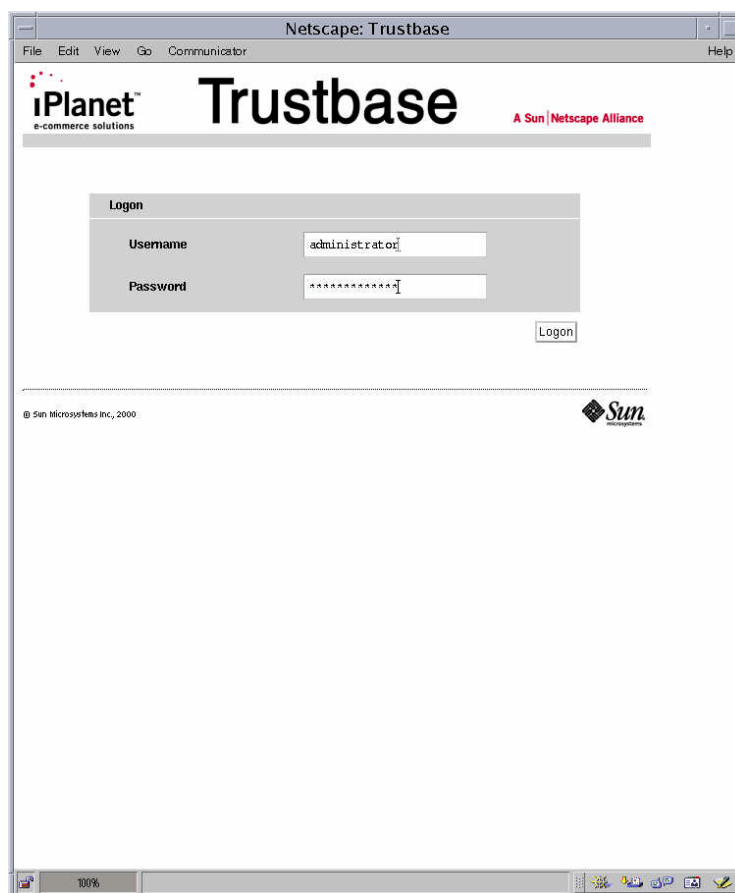 Netscape: Trustbase
File Edit View Go Communicator Help
iPlanet™
e-commerce solutions
Trustbase
A Sun|Netscape Alliance
Logon
Username
administrator
Password
*************
Logon
© Sun Microsystems Inc., 2000
Sun
microsystems
100%